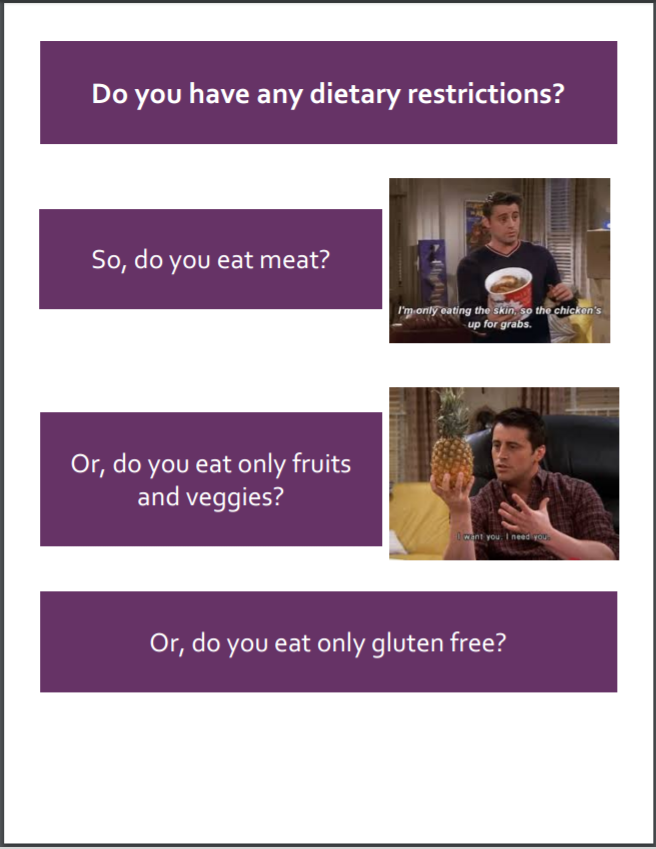 Do you have any dietary restrictions?
So, do you eat meat?
I'm only eating the skin, so the chicken's
up for grabs.
Or, do you eat only fruits
and veggies?
I want you. I need you.
Or, do you eat only gluten free?